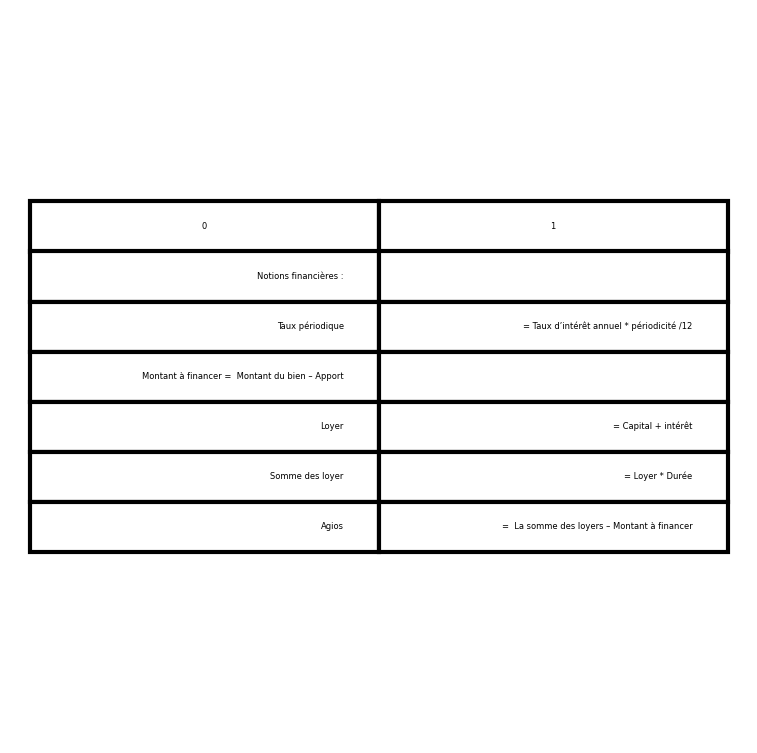 0 1
Notions financières :
Taux périodique = Taux d’intérêt annuel * périodicité /12
Montant à financer =  Montant du bien – Apport
Loyer = Capital + intérêt
Somme des loyer = Loyer * Durée
Agios =  La somme des loyers – Montant à financer